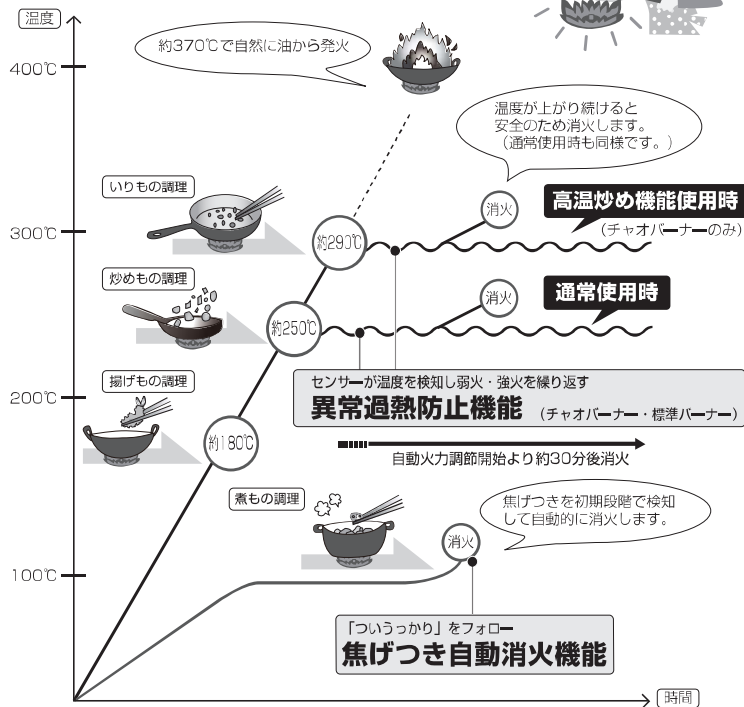 温度
400℃
300℃
200℃
100℃
約370℃で自然に油から発火
温度が上がり続けると
安全のため消火します。
(通常使用時も同様です。)
いりもの調理
約290℃
消火
高温炒め機能使用時
(チャオバーナーのみ)
炒めもの調理
約250℃
消火
通常使用時
揚げもの調理
約180℃
センサーが温度を検知し弱火・強火を繰り返す
異常過熱防止機能 (チャオバーナー・標準バーナー)
自動火力調節開始より約30分後消火
煮もの調理
消火
焦げつきを初期段階で検知
して自動的に消火します。
「ついうっかり」をフォロー
焦げつき自動消火機能
時間